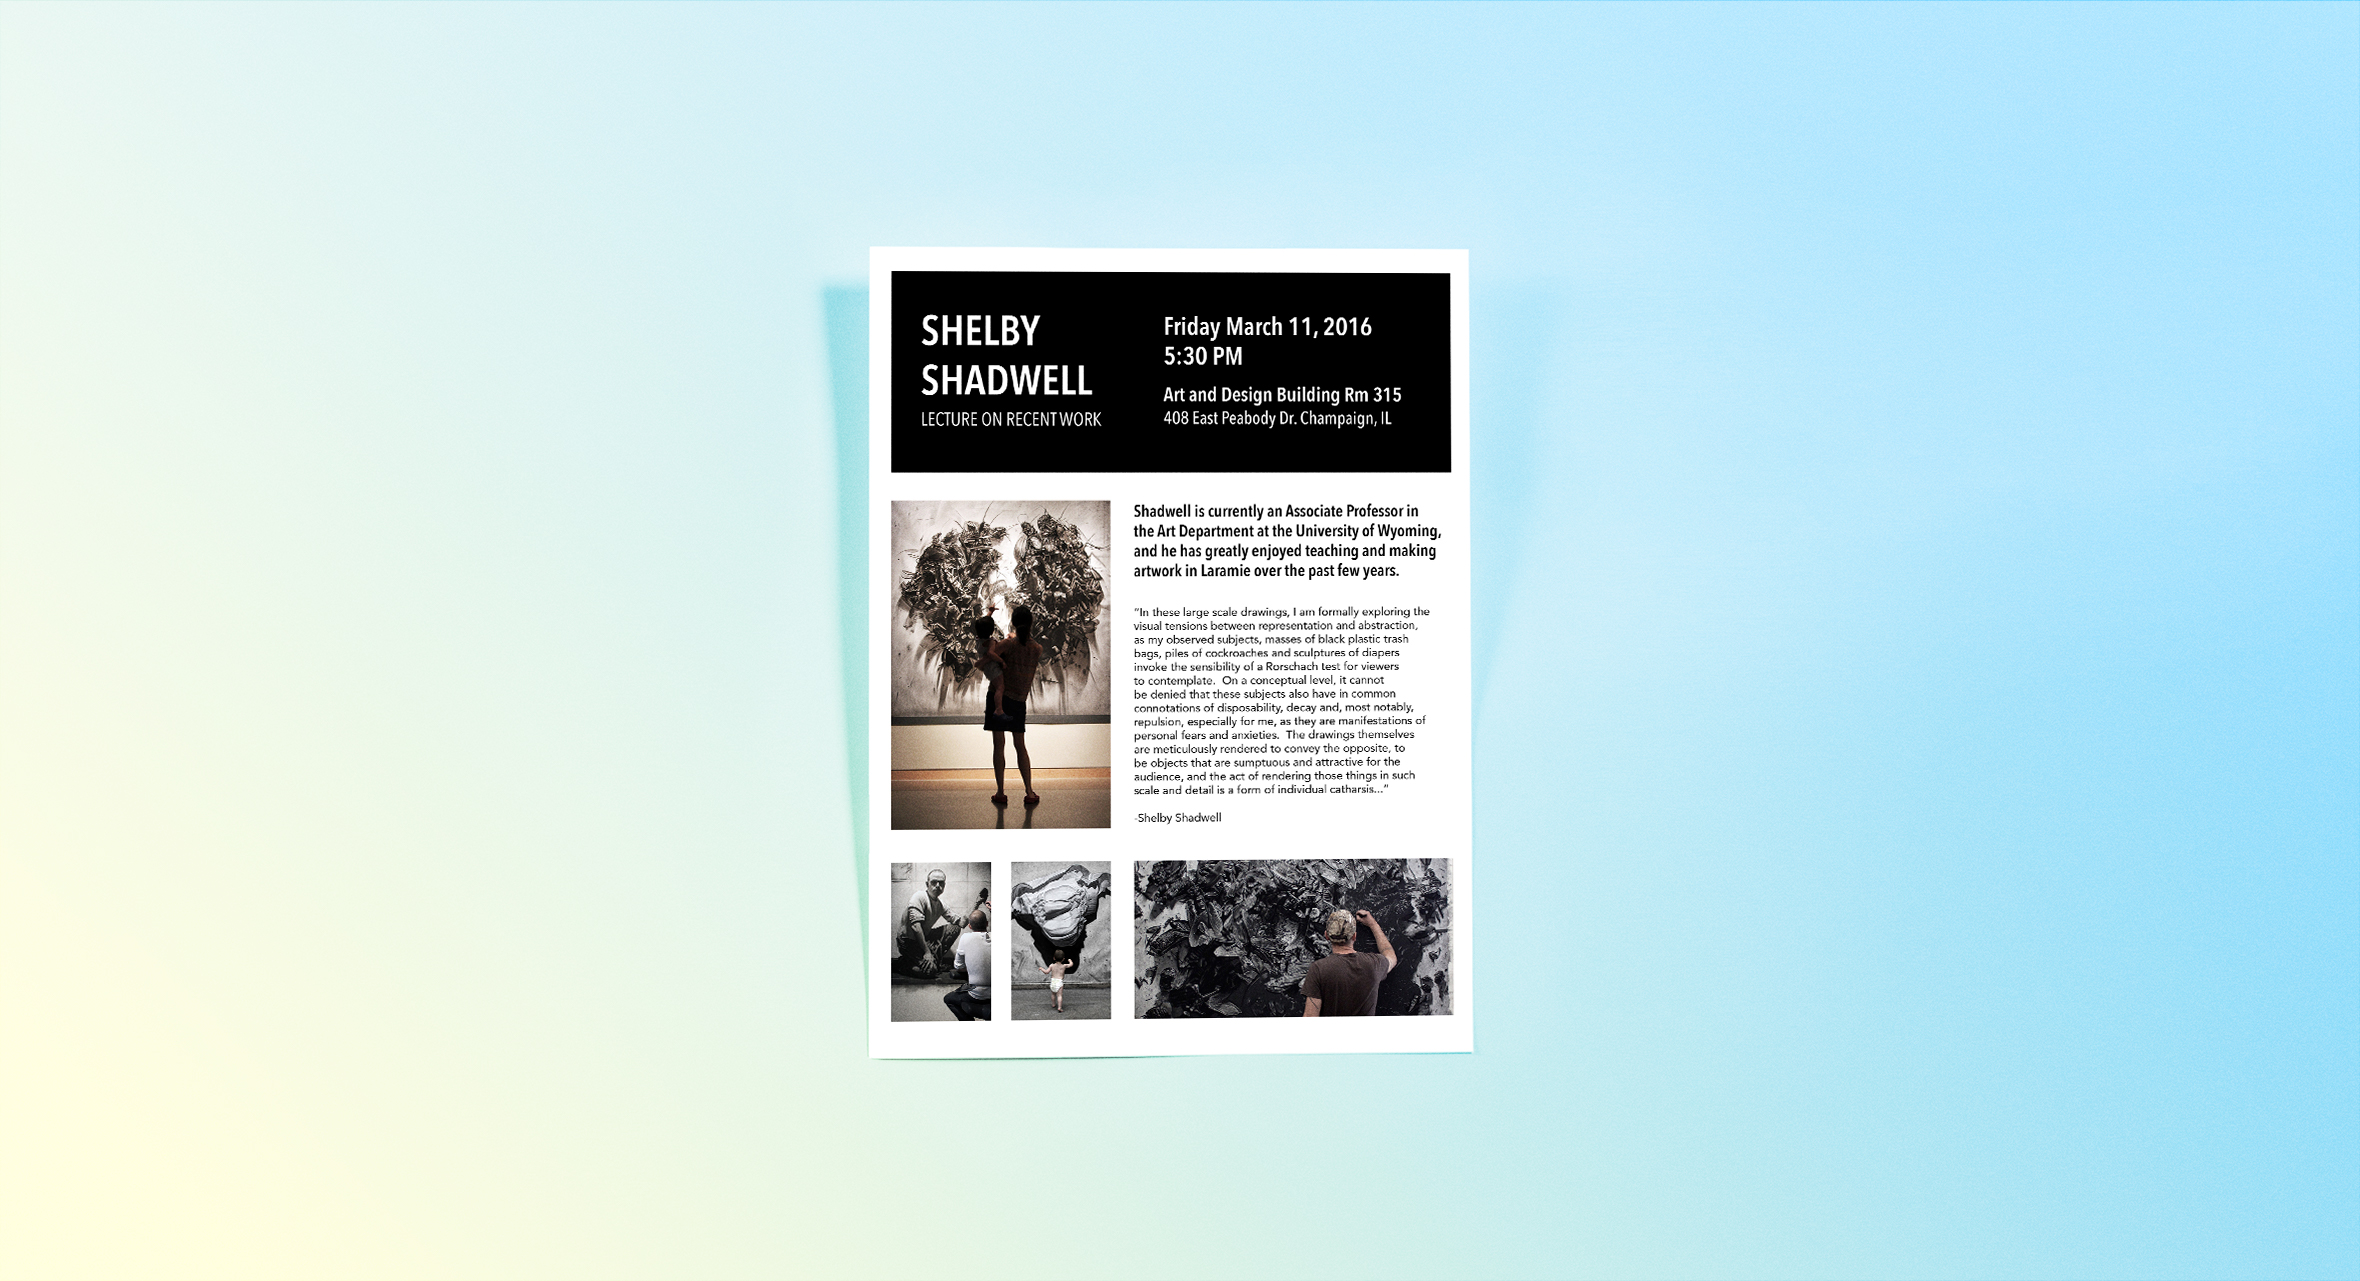 SHELBY
SHADWELL
LECTURE ON RECENT WORK
Friday March 11, 2016
5:30 PM
Art and Design Building Rm 315
408 East Peabody Dr. Champaign, IL
Shadwell is currently an Associate Professor in
the Art Department at the University of Wyoming,
and he has greatly enjoyed teaching and making
artwork in Laramie over the past few years.
“In these large scale drawings, I am formally exploring the
visual tensions between representation and abstraction,
as my observed subjects, masses of black plastic trash
bags, piles of cockroaches and sculptures of diapers
invoke the sensibility of a Rorschach test for viewers
to contemplate.  On a conceptual level, it cannot
be denied that these subjects also have in common
connotations of disposability, decay and, most notably,
repulsion, especially for me, as they are manifestations of
personal fears and anxieties.  The drawings themselves
are meticulously rendered to convey the opposite, to
be objects that are sumptuous and attractive for the
audience, and the act of rendering those things in such
scale and detail is a form of individual catharsis...”
-Shelby Shadwell